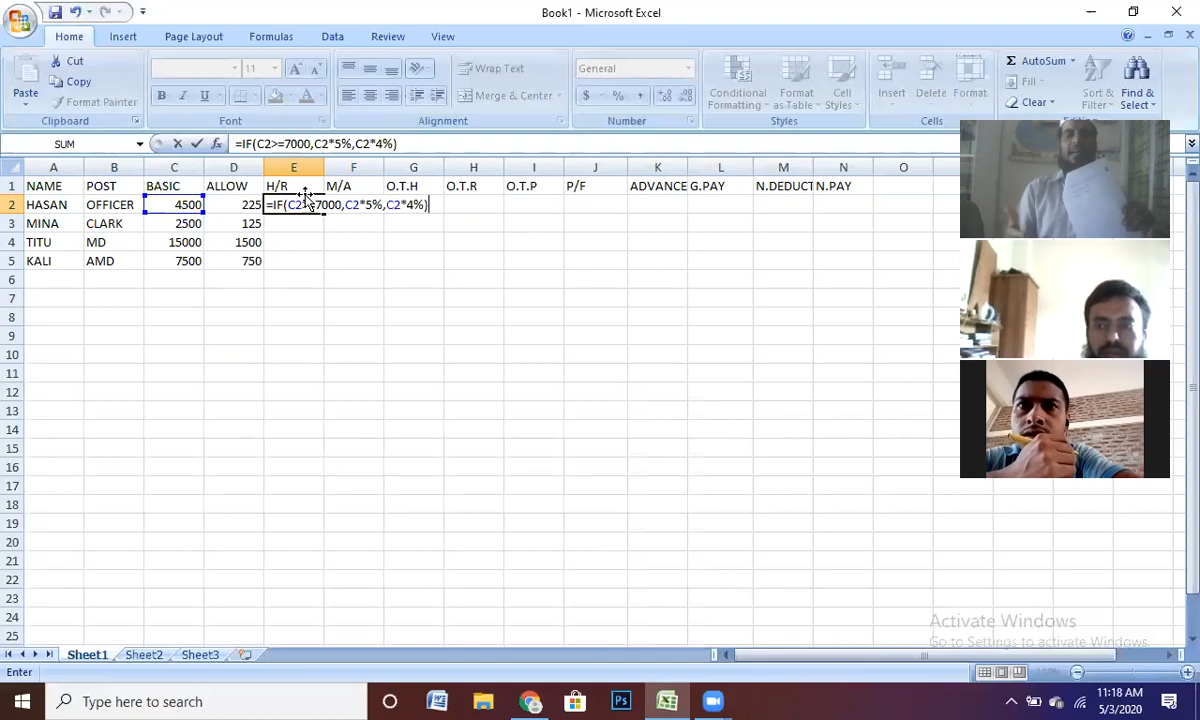 Book1 - Microsoft Excel
Home Insert Page Layout Formulas Data Review View
Cut
Copy
Format Painter
Paste
Clipboard
11
A A
B I U
Font
Wrap Text
Merge & Center
Alignment
General
$ % ,
Number
Conditional Formatting
Format as Table
Cell Styles
Styles
Insert Delete Format
Cells
Σ AutoSum
Fill
Clear
Sort & Filter
Find & Select
SUM
fx =IF(C2>=7000,C2*5%,C2*4%)
A B C D E F G H I J K L M N O
1 NAME POST BASIC ALLOW H/R M/A O.T.H O.T.R O.T.P P/F ADVANCE G.PAY N.DEDUCT N.PAY
2 HASAN OFFICER 4500 225 =IF(C2>=7000,C2*5%,C2*4%)
3 MINA CLARK 2500 125
4 TITU MD 15000 1500
5 KALI AMD 7500 750
6
7
8
9
10
11
12
13
14
15
16
17
18
19
20
21
22
23
24
25
Activate Windows
Go to Settings to activate Windows.
Sheet1 Sheet2 Sheet3
Enter
Type here to search
11:18 AM
5/3/2020